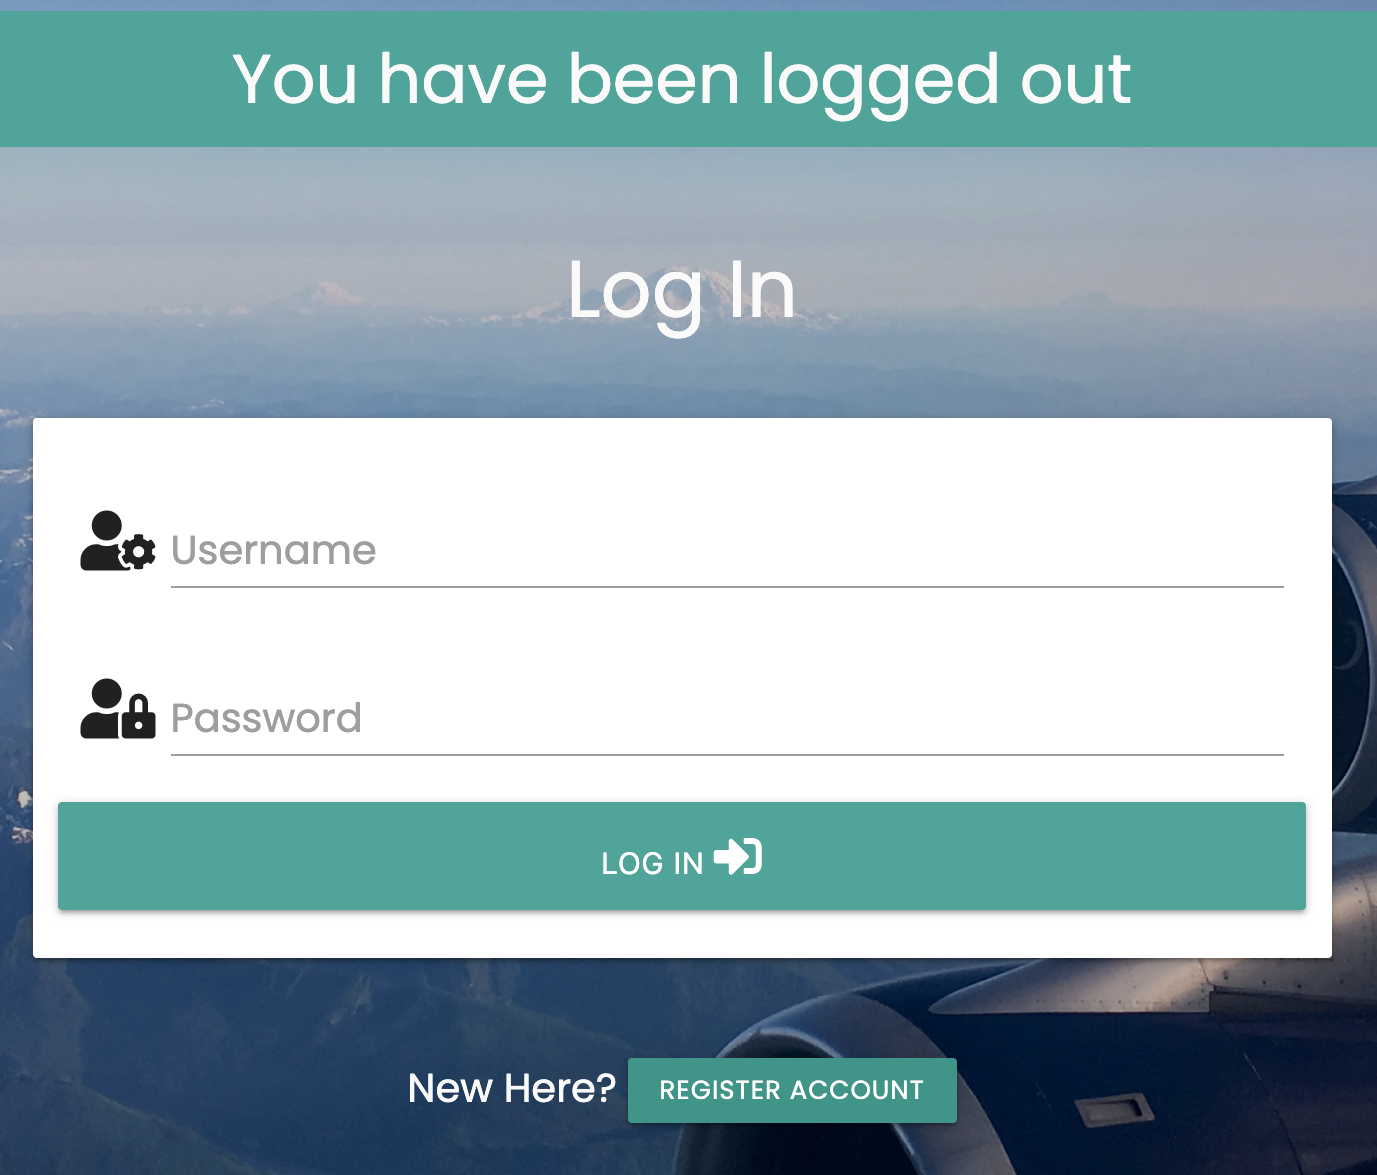 You have been logged out
Log In
Username
Password
LOG IN
New Here? REGISTER ACCOUNT